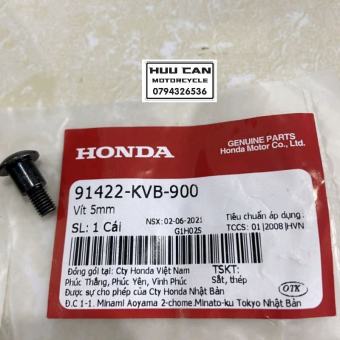 HUU CAN
MOTORCYCLE
0794326536
HONDA
GENUINE PARTS
Honda Motor Co., Ltd.
91422-KVB-900
Vít 5mm
SL: 1 Cái
NSX: 02-06-2021
G1H02S
Tiêu chuẩn áp dụng :
TCCS: 01|2008|HVN
Đóng gói tại: Cty Honda Việt Nam
Phúc Thắng, Phúc Yên, Vĩnh Phúc
TSKT:
Sắt, thép
Được sự cho phép của Cty Honda Nhật Bản
Đ.C 1-1. Minami Aoyama 2-chome.Minato-ku Tokyo Nhật Bản
OTK